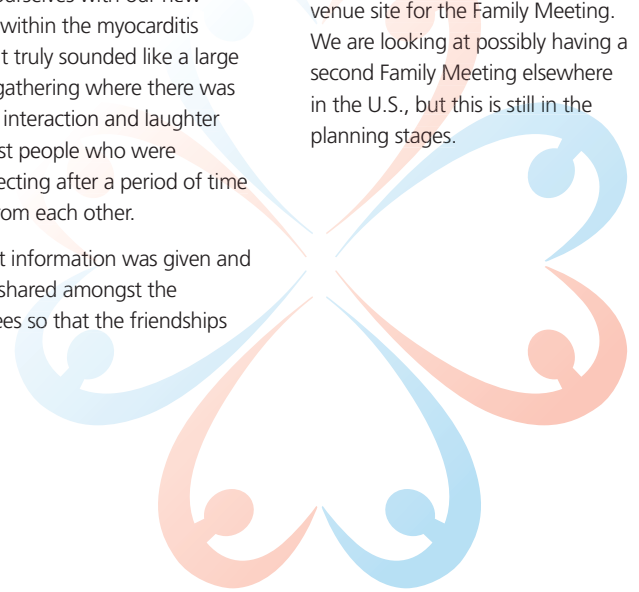 ourselves with our new
within the myocarditis
t truly sounded like a large
gathering where there was
interaction and laughter
st people who were
ecting after a period of time
rom each other.
t information was given and
shared amongst the
ees so that the friendships
venue site for the Family Meeting.
We are looking at possibly having a
second Family Meeting elsewhere
in the U.S., but this is still in the
planning stages.